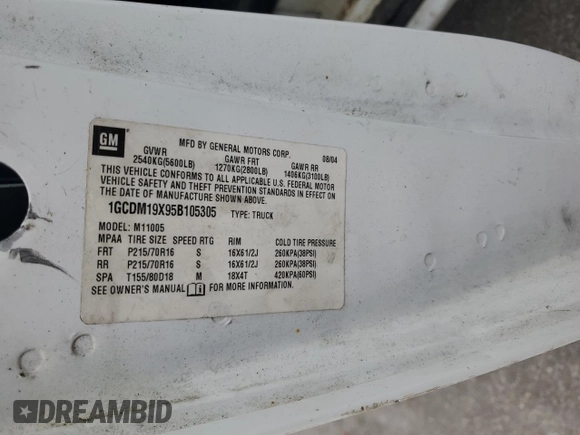 GM
MFD BY GENERAL MOTORS CORP. 08/04
GVWR GAWR FRT GAWR RR
2540KG(5600LB) 1270KG(2800LB) 1406KG(3100LB)
THIS VEHICLE CONFORMS TO ALL APPLICABLE U.S. FEDERAL MOTOR
VEHICLE SAFETY AND THEFT PREVENTION STANDARDS IN EFFECT ON
THE DATE OF MANUFACTURE SHOWN ABOVE.
1GCDM19X95B105305 TYPE: TRUCK
MODEL: M11005
MPAA TIRE SIZE SPEED RTG RIM COLD TIRE PRESSURE
FRT P215/70R16 S 16X61/2J 260KPA(38PSI)
RR P215/70R16 S 16X61/2J 260KPA(38PSI)
SPA T155/80D18 M 18X4T 420KPA(60PSI)
SEE OWNER'S MANUAL FOR MORE INFORMATION.
DREAMBID